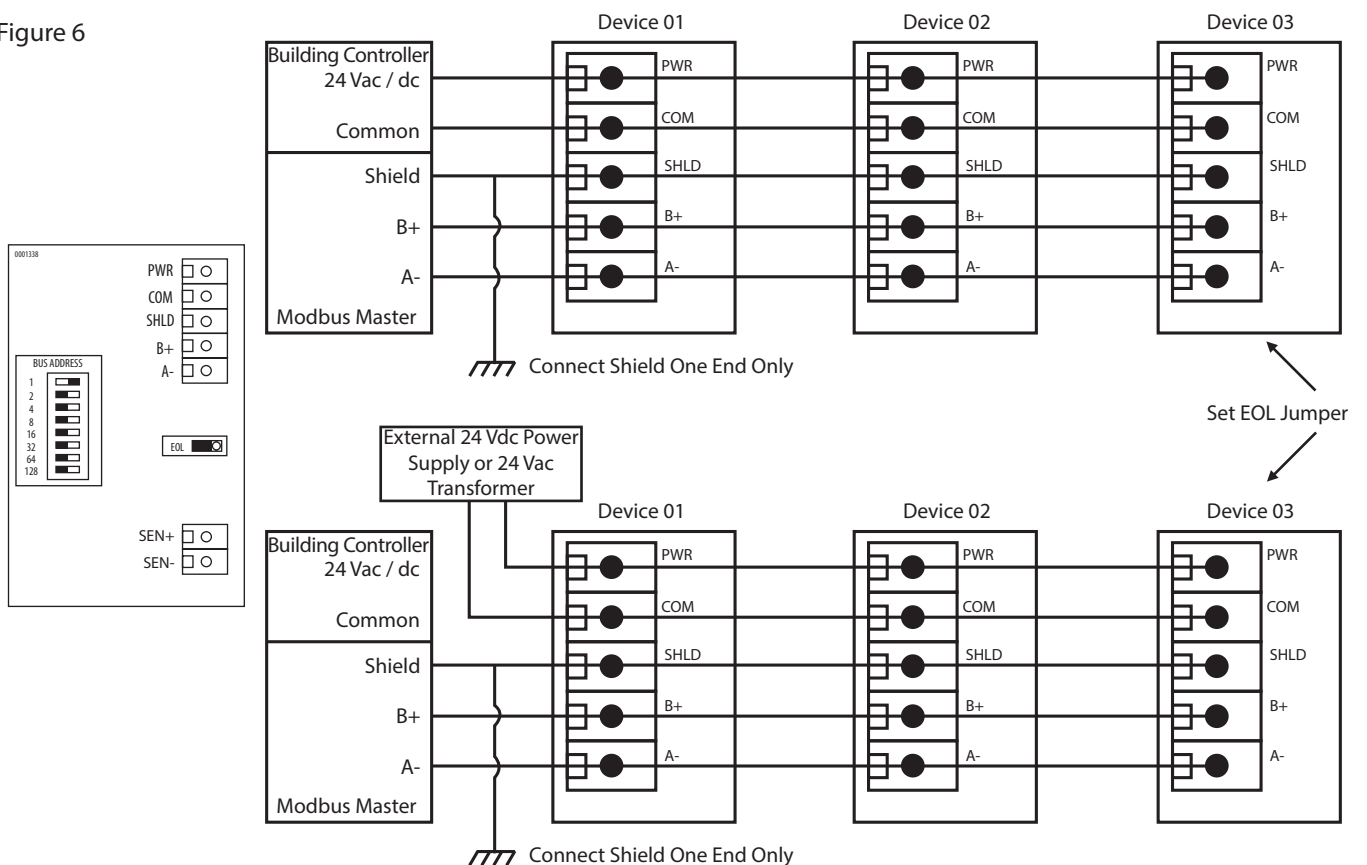 Figure 6
Device 01
Device 02
Device 03
Building Controller
24 Vac / dc
Common
Shield
B+
A-
Modbus Master
PWR
COM
SHLD
B+
A-
PWR
COM
SHLD
B+
A-
PWR
COM
SHLD
B+
A-
Connect Shield One End Only
Set EOL Jumper
0001338
PWR
COM
SHLD
B+
A-
BUS ADDRESS
1
2
4
8
16
32
64
128
EOL
SEN+
SEN-
External 24 Vdc Power
Supply or 24 Vac
Transformer
Device 01
Device 02
Device 03
Building Controller
24 Vac / dc
Common
Shield
B+
A-
Modbus Master
PWR
COM
SHLD
B+
A-
PWR
COM
SHLD
B+
A-
PWR
COM
SHLD
B+
A-
Connect Shield One End Only